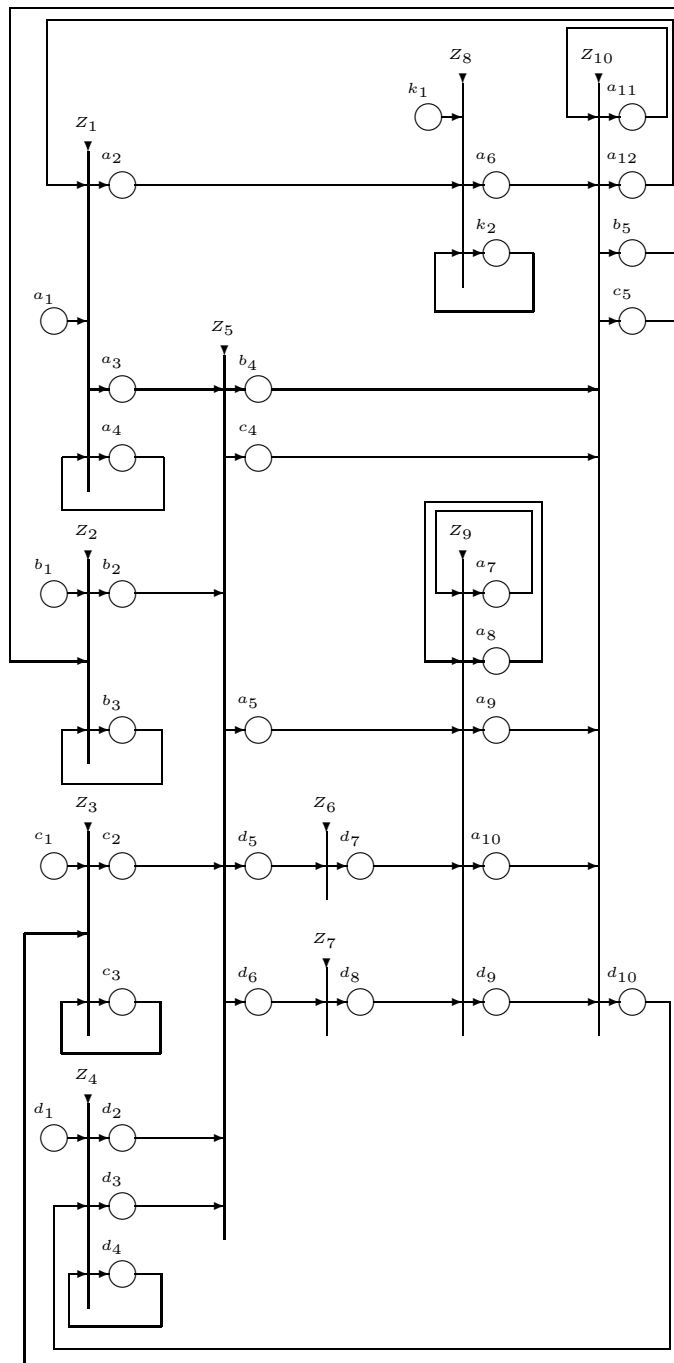 Z8 Z10
k1 a11
Z1
a2 a6 a12
k2 b5
a1 c5
Z5
a3 b4
a4 c4
Z2 Z9
b1 b2 a7
a8
b3 a5 a9
Z3 Z6
c1 c2 d5 d7 a10
Z7
c3 d6 d8 d9 d10
Z4
d1 d2
d3
d4